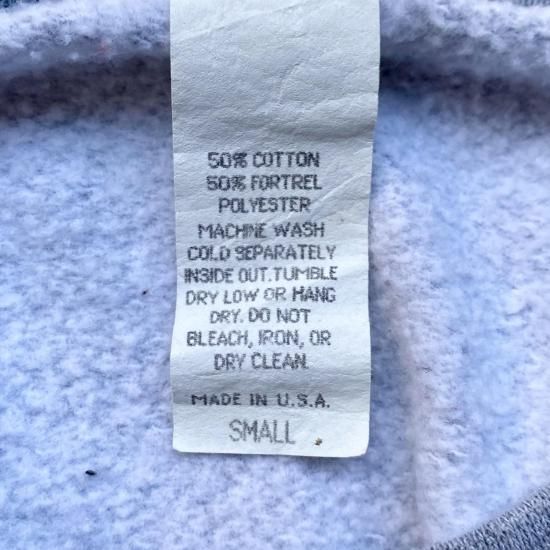 50% COTTON
50% FORTREL
POLYESTER
MACHINE WASH
COLD SEPARATELY
INSIDE OUT. TUMBLE
DRY LOW OR HANG
DRY. DO NOT
BLEACH, IRON, OR
DRY CLEAN.
MADE IN U.S.A.
SMALL